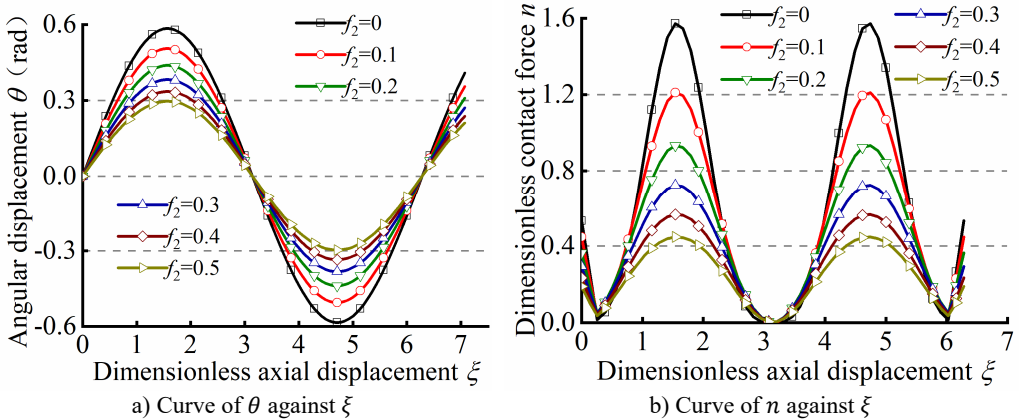 Angular displacement θ (rad)
0.6
0.3
0.0
-0.3
-0.6
f₂=0
f₂=0.1
f₂=0.2
f₂=0.3
f₂=0.4
f₂=0.5
0 1 2 3 4 5 6 7
Dimensionless axial displacement ξ
a) Curve of θ against ξ
Dimensionless contact force n
1.6
1.2
0.8
0.4
0.0
f₂=0 f₂=0.3
f₂=0.1 f₂=0.4
f₂=0.2 f₂=0.5
0 1 2 3 4 5 6 7
Dimensionless axial displacement ξ
b) Curve of n against ξ